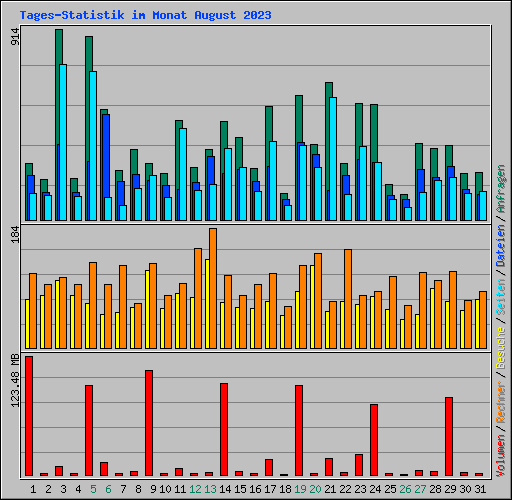 Tages-Statistik im Monat August 2023
914
184
123.48 MB
Volumen / Rechner / Besuche / Seiten / Dateien / Anfragen
1 2 3 4 5 6 7 8 9 10 11 12 13 14 15 16 17 18 19 20 21 22 23 24 25 26 27 28 29 30 31